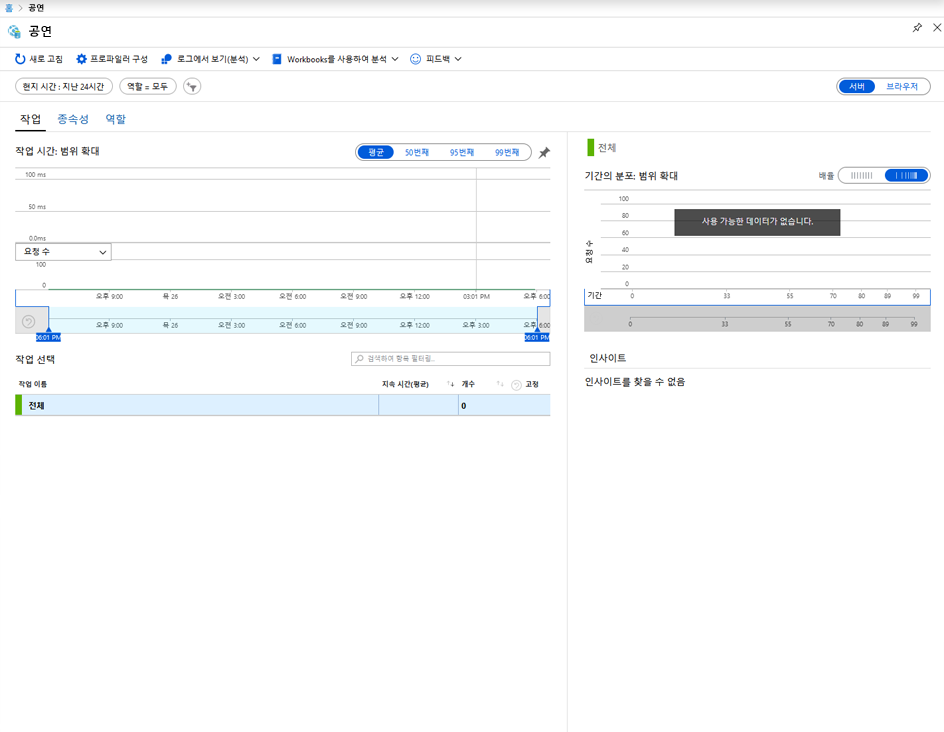 홈 > 공연
공연
새로 고침 프로파일러 구성 로그에서 보기(분석) Workbooks를 사용하여 분석 피드백
현지 시간 : 지난 24시간 역할 = 모두 서버 브라우저
작업 종속성 역할
작업 시간: 범위 확대 평균 50번째 95번째 99번째
100 ms
50 ms
0.0ms
요청 수
100
0
오후 9:00 목 26 오전 3:00 오전 6:00 오전 9:00 오후 12:00 03:01 PM 오후 6:00
오후 9:00 목 26 오전 3:00 오전 6:00 오전 9:00 오후 12:00 오후 3:00 오후 6:00
06:01 PM 06:01 PM
작업 선택 검색하여 항목 필터링...
작업 이름 지속 시간(평균) ↑↓ 개수 ↑↓ 고정
전체 0
전체
기간의 분포: 범위 확대 배율
100
80
60
40
20
0
요청 수
사용 가능한 데이터가 없습니다.
기간 0 33 55 70 80 89 99
0 33 55 70 80 89 99
인사이트
인사이트를 찾을 수 없음